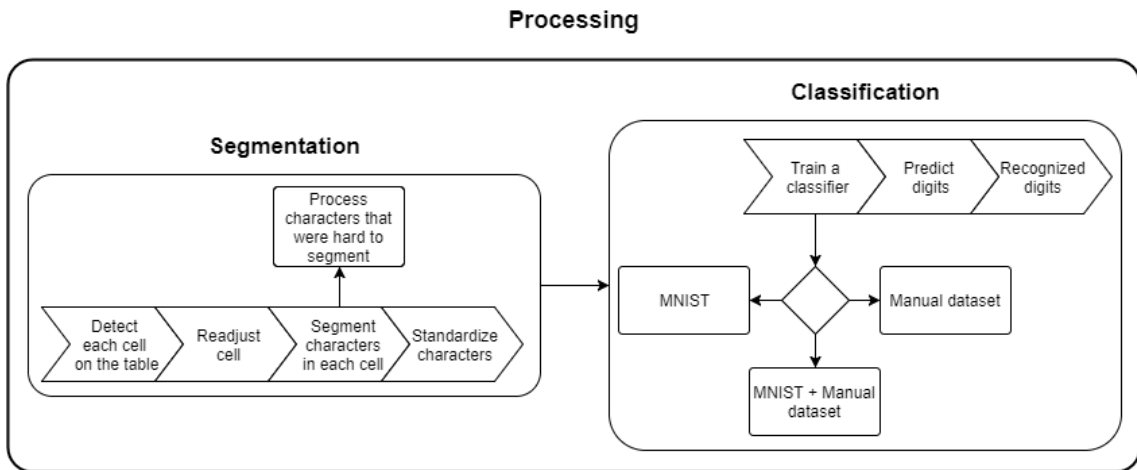 Processing
Segmentation
Process
characters that
were hard to
segment
Detect
each cell
on the table
Readjust
cell
Segment
characters
in each cell
Standardize
characters
Classification
Train a
classifier
Predict
digits
Recognized
digits
MNIST
Manual dataset
MNIST + Manual
dataset